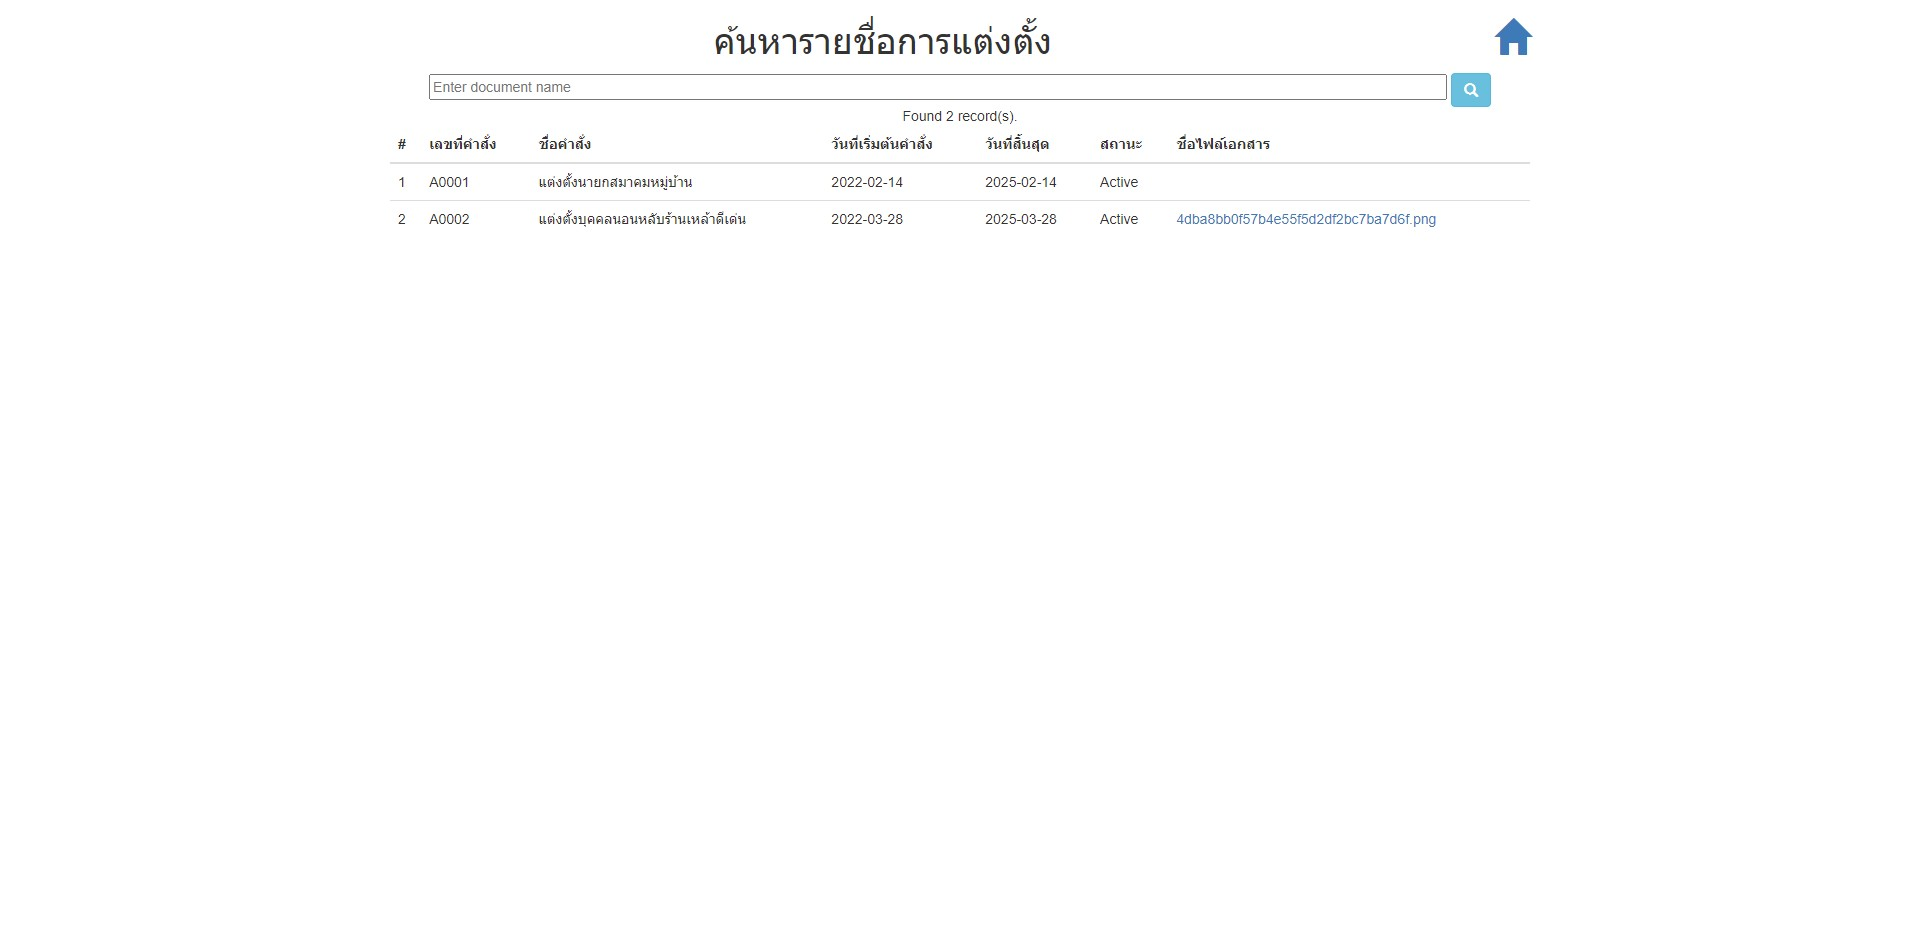 ค้นหารายชื่อการแต่งตั้ง
Enter document name
Found 2 record(s).
# เลขที่คำสั่ง ชื่อคำสั่ง วันที่เริ่มต้นคำสั่ง วันที่สิ้นสุด สถานะ ชื่อไฟล์เอกสาร
1 A0001 แต่งตั้งนายกสมาคมหมู่บ้าน 2022-02-14 2025-02-14 Active
2 A0002 แต่งตั้งบุคคลนอนหลับร้านเหล้าดีเด่น 2022-03-28 2025-03-28 Active 4dba8bb0f57b4e55f5d2df2bc7ba7d6f.png